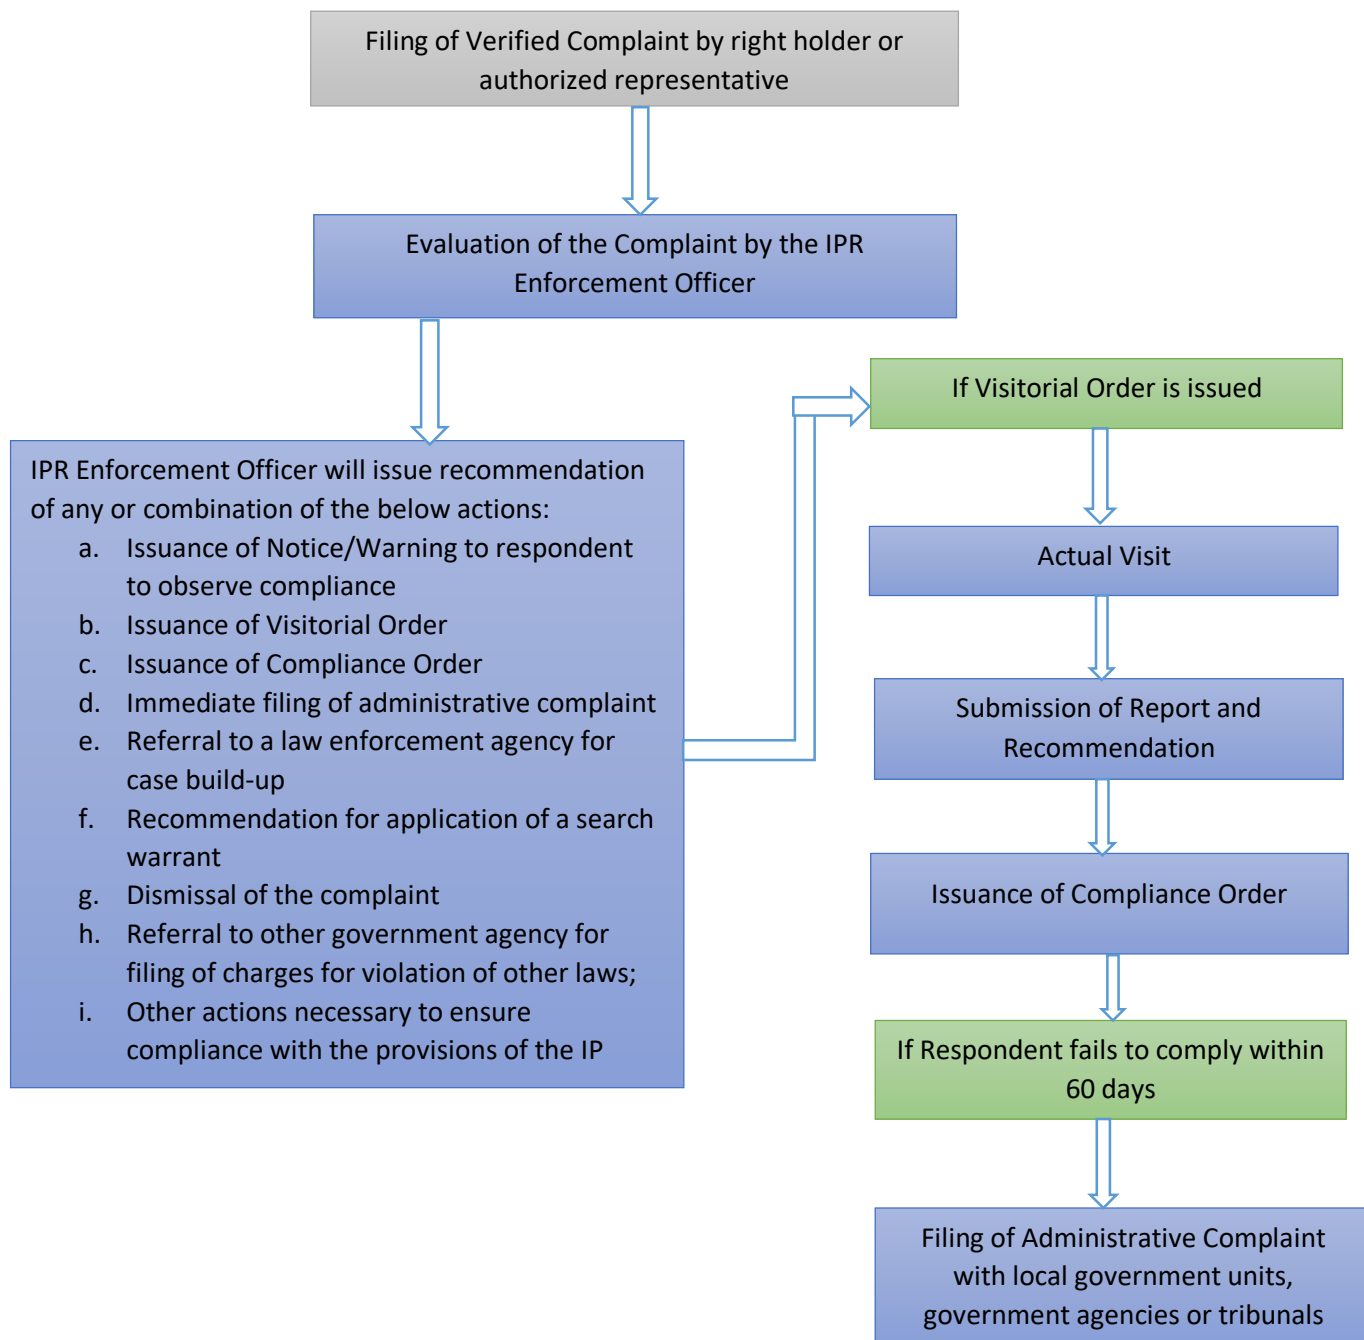 Filing of Verified Complaint by right holder or
authorized representative
Evaluation of the Complaint by the IPR
Enforcement Officer
IPR Enforcement Officer will issue recommendation
of any or combination of the below actions:
a. Issuance of Notice/Warning to respondent
to observe compliance
b. Issuance of Visitorial Order
c. Issuance of Compliance Order
d. Immediate filing of administrative complaint
e. Referral to a law enforcement agency for
case build-up
f. Recommendation for application of a search
warrant
g. Dismissal of the complaint
h. Referral to other government agency for
filing of charges for violation of other laws;
i. Other actions necessary to ensure
compliance with the provisions of the IP
If Visitorial Order is issued
Actual Visit
Submission of Report and
Recommendation
Issuance of Compliance Order
If Respondent fails to comply within
60 days
Filing of Administrative Complaint
with local government units,
government agencies or tribunals